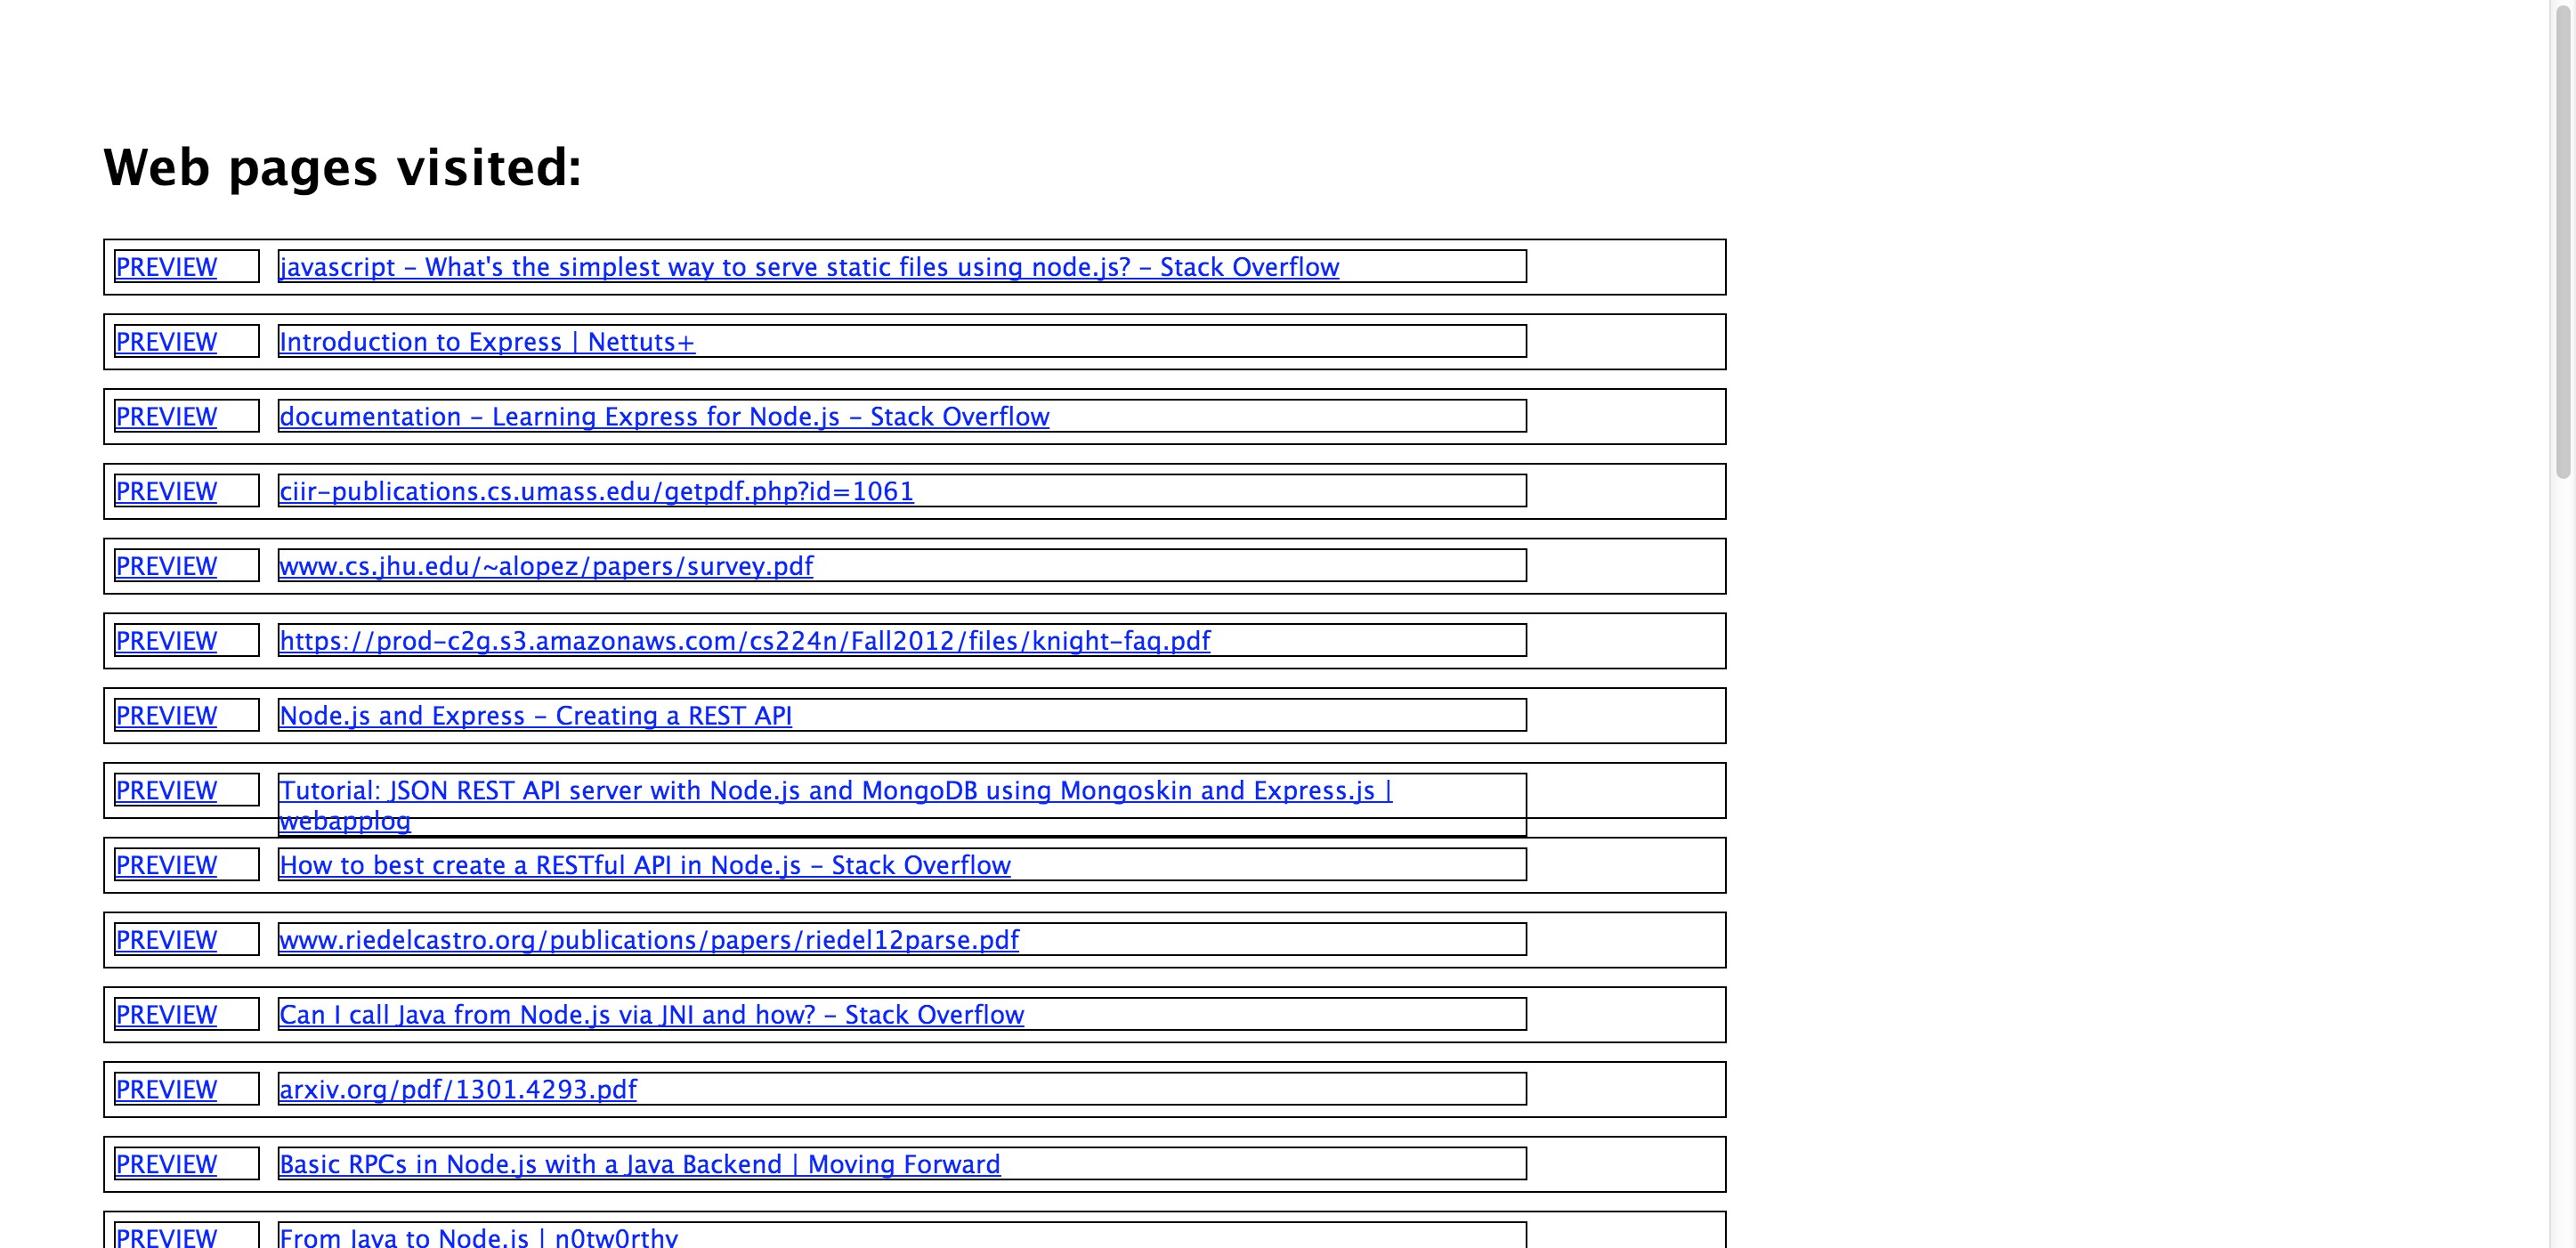 Web pages visited:
PREVIEW javascript - What's the simplest way to serve static files using node.js? - Stack Overflow
PREVIEW Introduction to Express | Nettuts+
PREVIEW documentation - Learning Express for Node.js - Stack Overflow
PREVIEW ciir-publications.cs.umass.edu/getpdf.php?id=1061
PREVIEW www.cs.jhu.edu/~alopez/papers/survey.pdf
PREVIEW https://prod-c2g.s3.amazonaws.com/cs224n/Fall2012/files/knight-faq.pdf
PREVIEW Node.js and Express - Creating a REST API
PREVIEW Tutorial: JSON REST API server with Node.js and MongoDB using Mongoskin and Express.js |
webapplog
PREVIEW How to best create a RESTful API in Node.js - Stack Overflow
PREVIEW www.riedelcastro.org/publications/papers/riedel12parse.pdf
PREVIEW Can I call Java from Node.js via JNI and how? - Stack Overflow
PREVIEW arxiv.org/pdf/1301.4293.pdf
PREVIEW Basic RPCs in Node.js with a Java Backend | Moving Forward
PREVIEW From Java to Node.js | n0tw0rthy